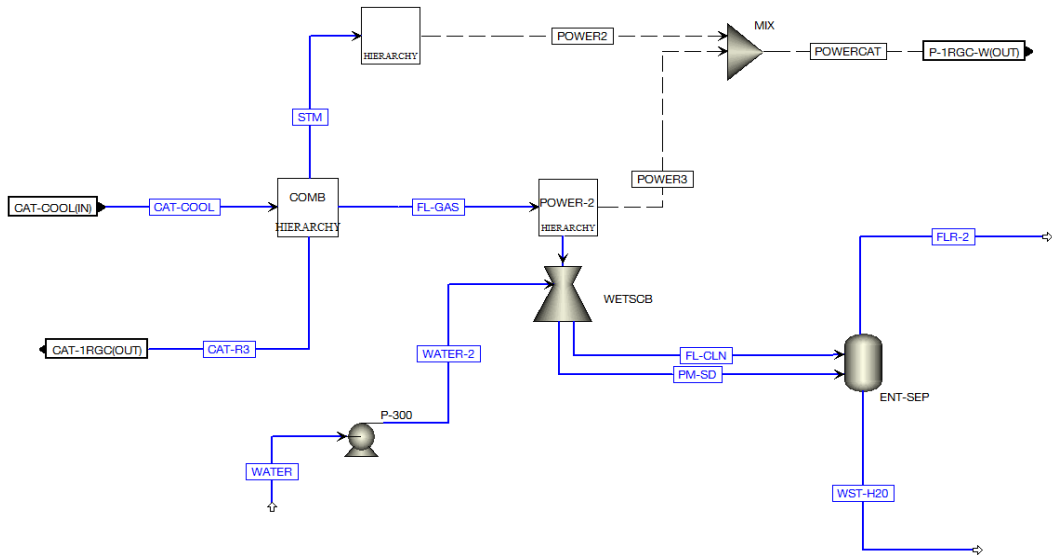 MIX
HIERARCHY
POWER2
POWERCAT
P-1RGC-W(OUT)
STM
POWER3
COMB
HIERARCHY
CAT-COOL(IN)
CAT-COOL
FL-GAS
POWER-2
HIERARCHY
FLR-2
WETSCB
CAT-1RGC(OUT)
CAT-R3
WATER-2
FL-CLN
PM-SD
ENT-SEP
P-300
WATER
WST-H20